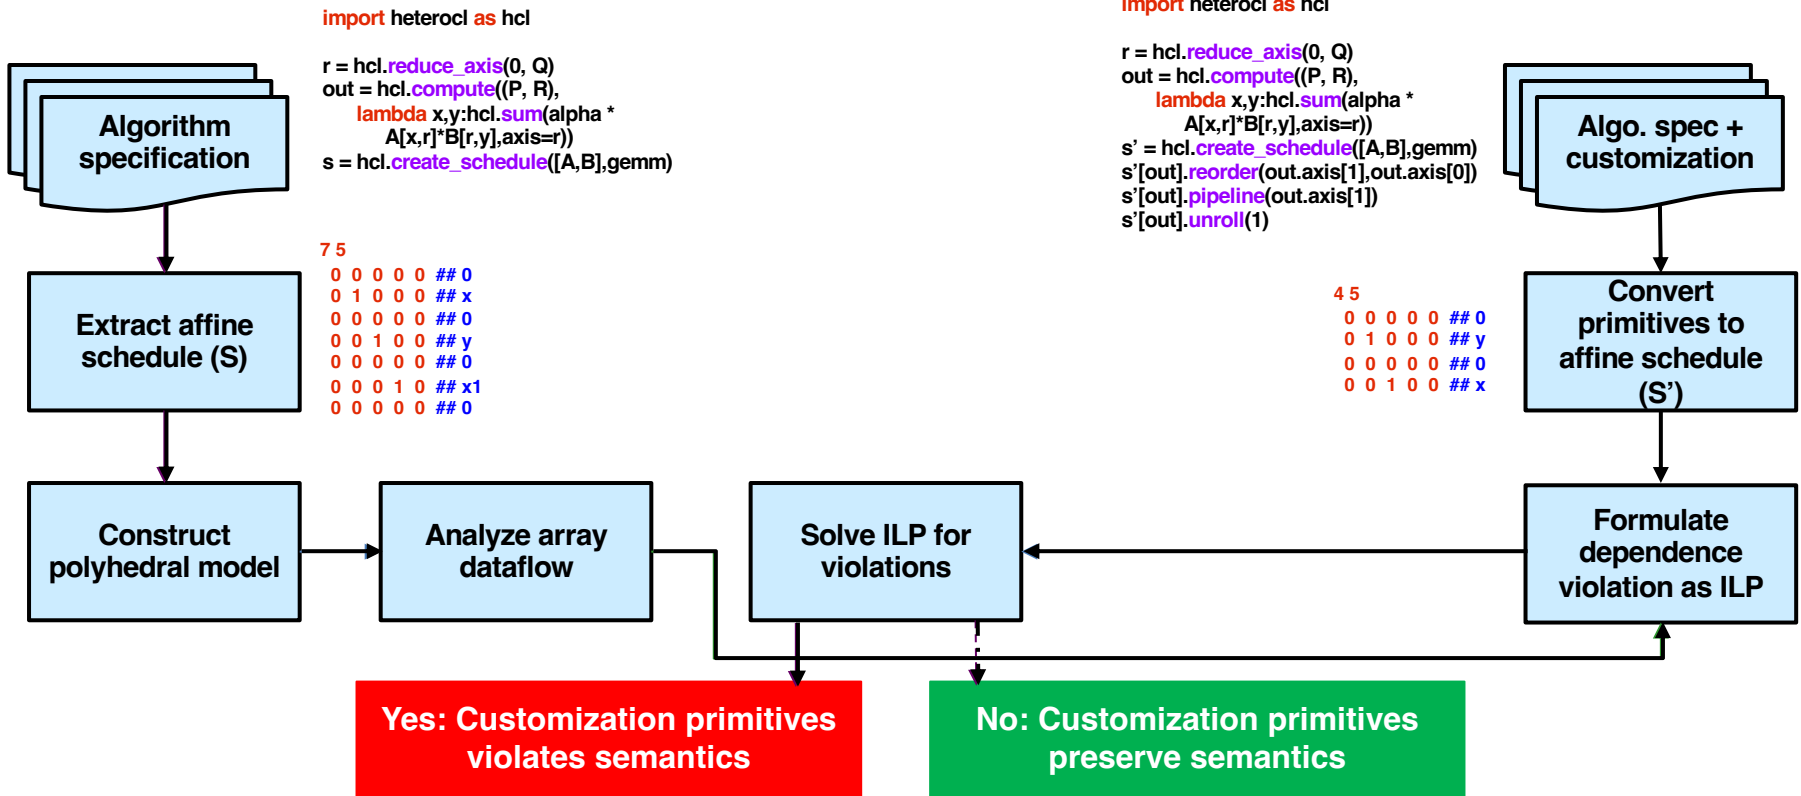 import heterocl as hcl
r = hcl.reduce_axis(0, Q)
out = hcl.compute((P, R),
lambda x,y:hcl.sum(alpha *
A[x,r]*B[r,y],axis=r))
s = hcl.create_schedule([A,B],gemm)
import heterocl as hcl
r = hcl.reduce_axis(0, Q)
out = hcl.compute((P, R),
lambda x,y:hcl.sum(alpha *
A[x,r]*B[r,y],axis=r))
s’ = hcl.create_schedule([A,B],gemm)
s’[out].reorder(out.axis[1],out.axis[0])
s’[out].pipeline(out.axis[1])
s’[out].unroll(1)
Algorithm
specification
Algo. spec +
customization
7 5
0 0 0 0 0 ## 0
0 1 0 0 0 ## x
0 0 0 0 0 ## 0
0 0 1 0 0 ## y
0 0 0 0 0 ## 0
0 0 0 1 0 ## x1
0 0 0 0 0 ## 0
Extract affine
schedule (S)
4 5
0 0 0 0 0 ## 0
0 1 0 0 0 ## y
0 0 0 0 0 ## 0
0 0 1 0 0 ## x
Convert
primitives to
affine schedule
(S’)
Construct
polyhedral model
Analyze array
dataflow
Solve ILP for
violations
Formulate
dependence
violation as ILP
Yes: Customization primitives
violates semantics
No: Customization primitives
preserve semantics